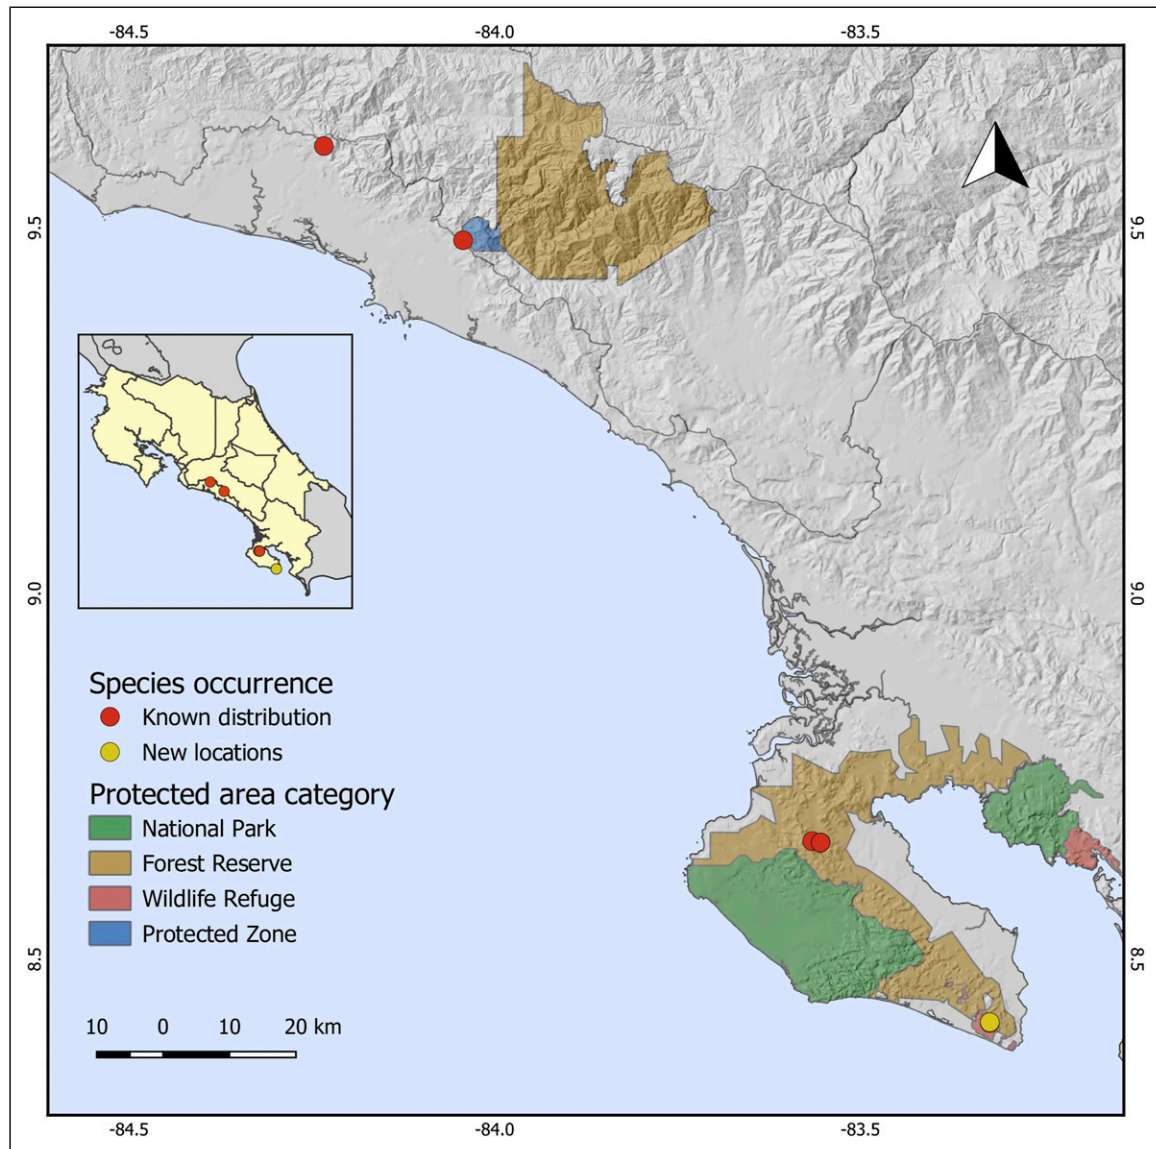 -84.5
-84.0
-83.5
9.5
9.5
9.0
9.0
Species occurrence
Known distribution
New locations
Protected area category
National Park
Forest Reserve
Wildlife Refuge
Protected Zone
8.5
8.5
10 0 10 20 km
-84.5
-84.0
-83.5